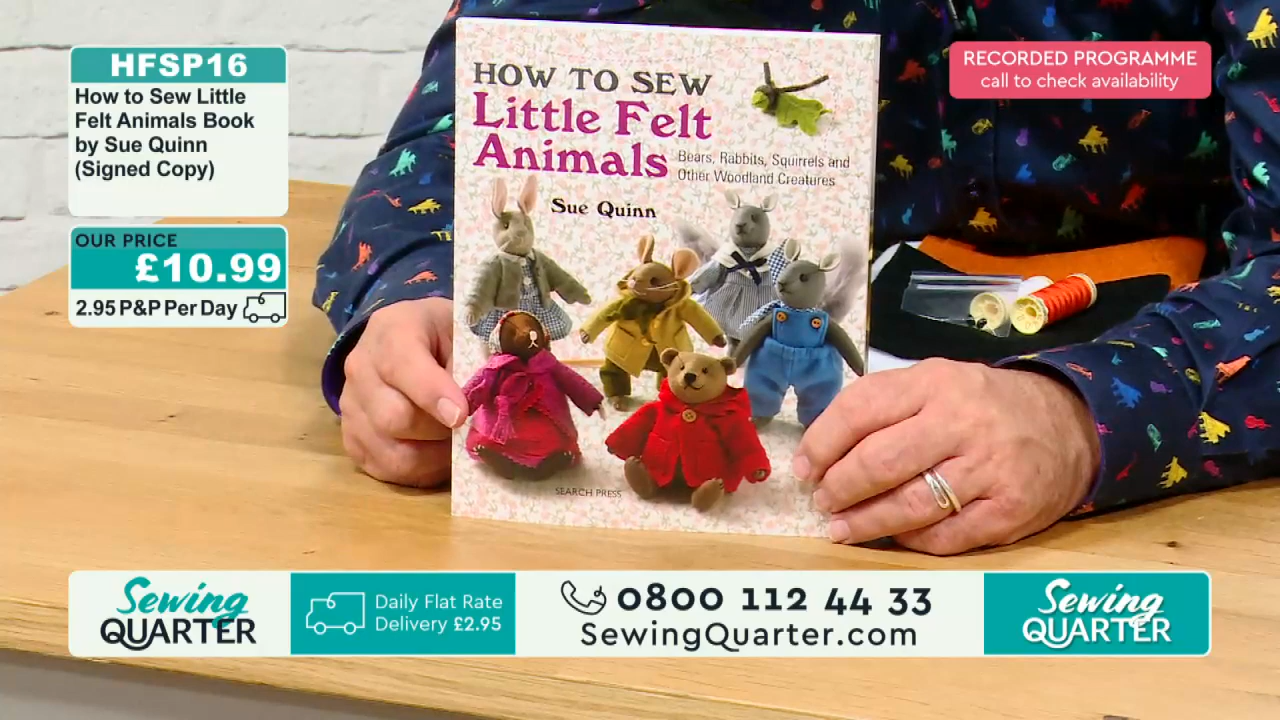 HFSP16
How to Sew Little
Felt Animals Book
by Sue Quinn
(Signed Copy)
OUR PRICE
£10.99
2.95 P&P Per Day
RECORDED PROGRAMME
call to check availability
HOW TO SEW
Little Felt
Animals
Bears, Rabbits, Squirrels and
Other Woodland Creatures
Sue Quinn
SEARCH PRESS
Sewing
QUARTER
Daily Flat Rate
Delivery £2.95
0800 112 44 33
SewingQuarter.com
Sewing
QUARTER